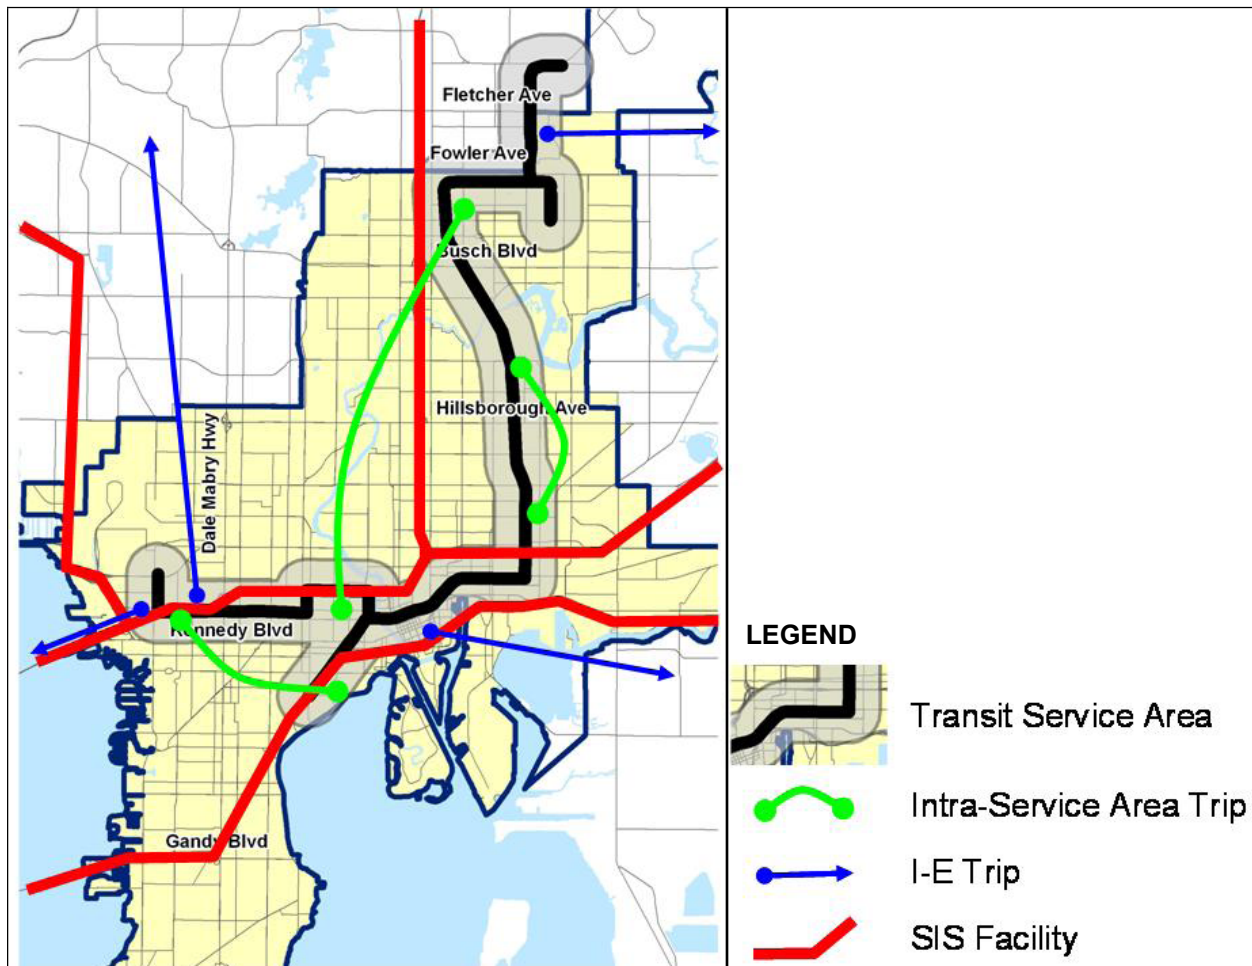 Fletcher Ave
Fowler Ave
Busch Blvd
Hillsborough Ave
Dale Mabry Hwy
Kennedy Blvd
Gandy Blvd
LEGEND
Transit Service Area
Intra-Service Area Trip
I-E Trip
SIS Facility